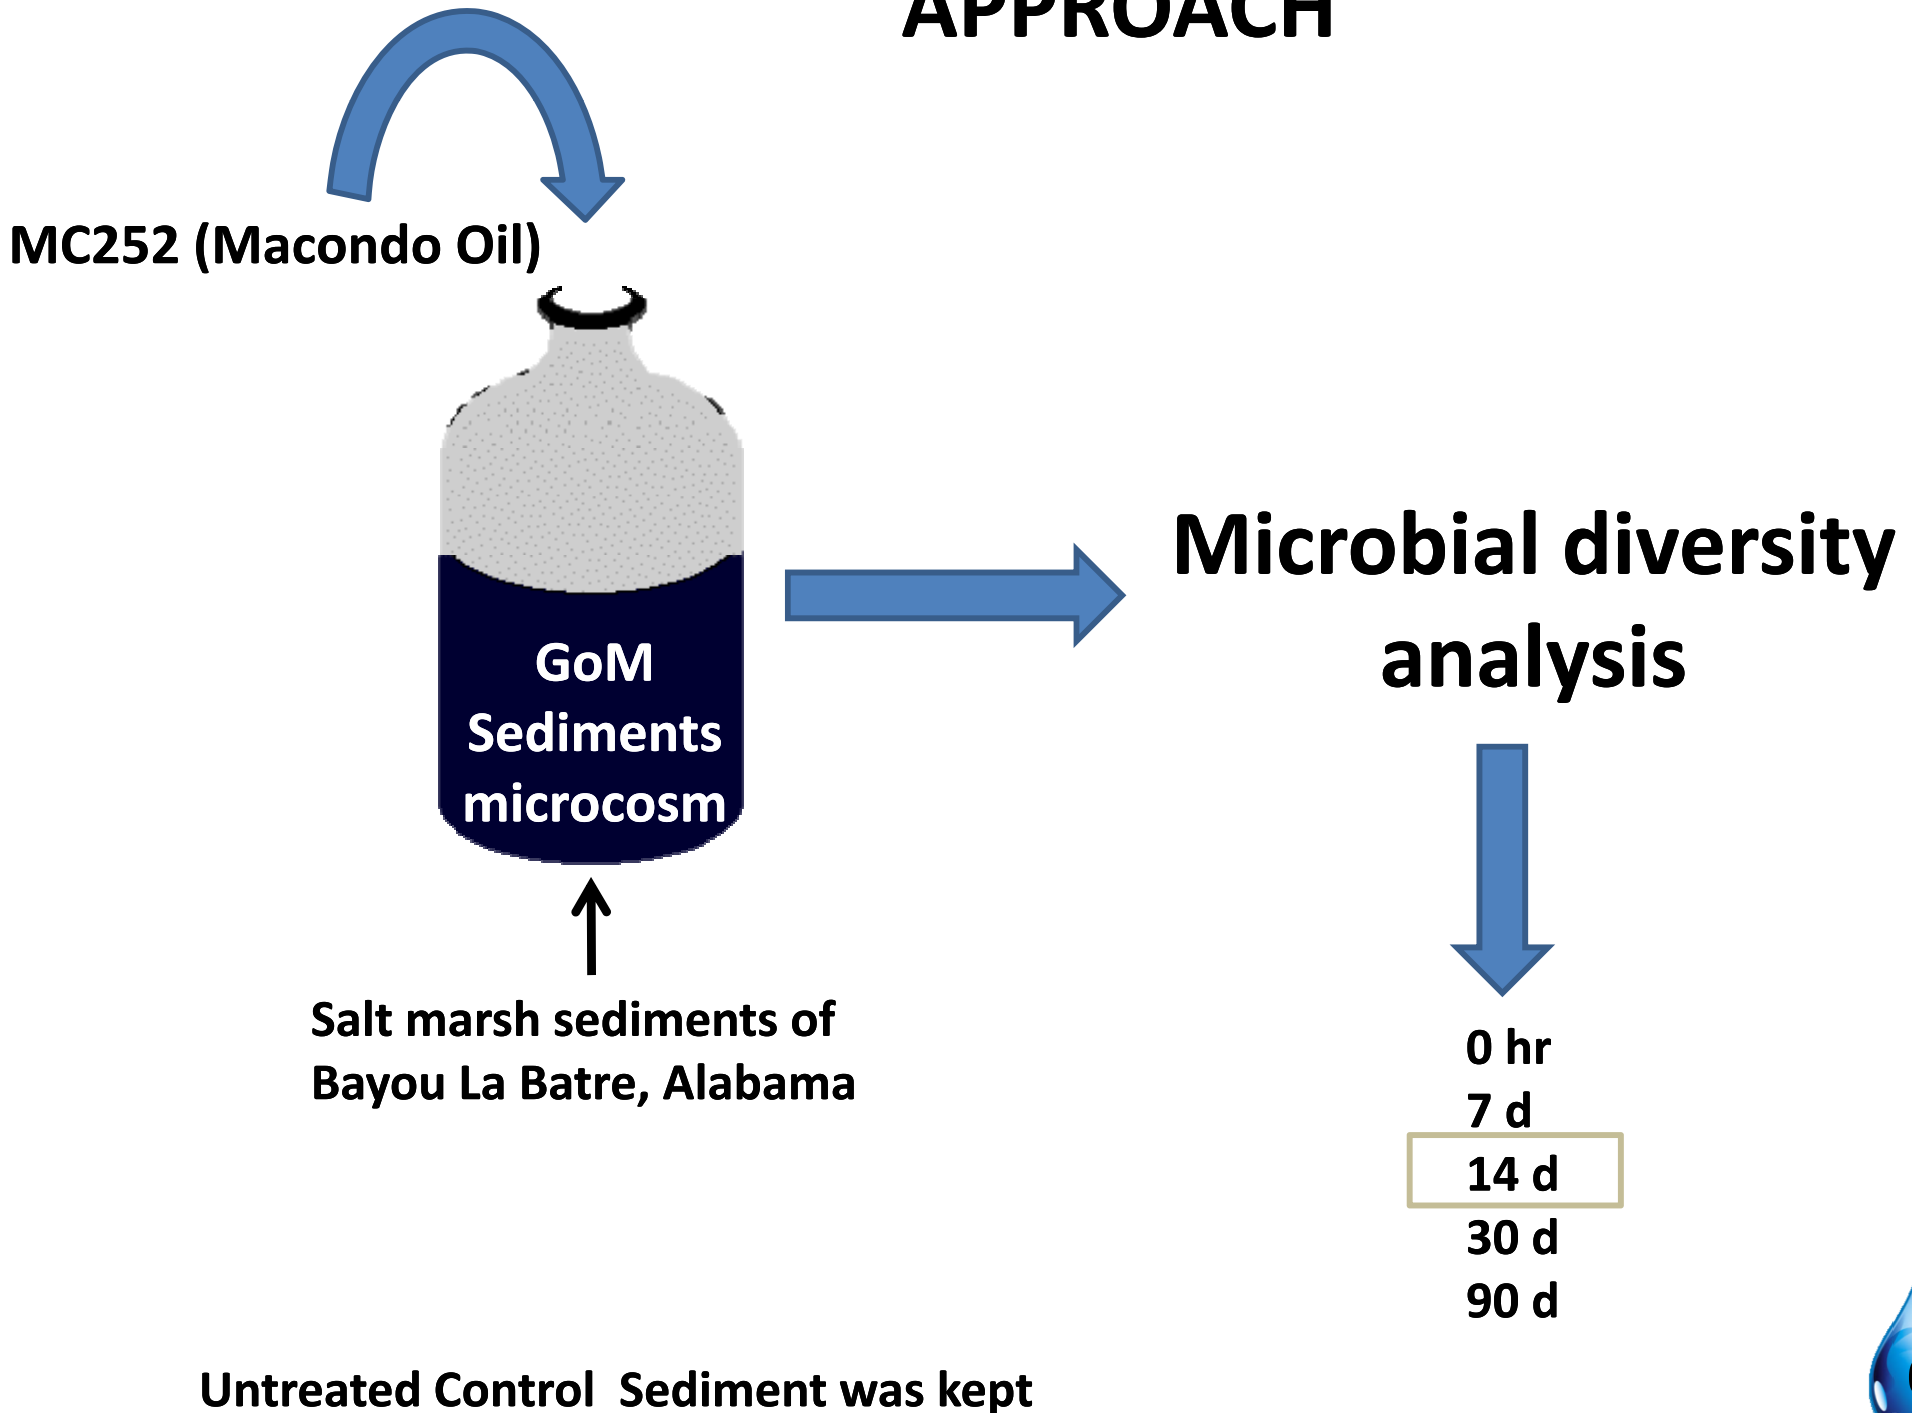 APPROACH
MC252 (Macondo Oil)
GoM
Sediments
microcosm
Microbial diversity
analysis
Salt marsh sediments of
Bayou La Batre, Alabama
0 hr
7 d
14 d
30 d
90 d
Untreated Control  Sediment was kept